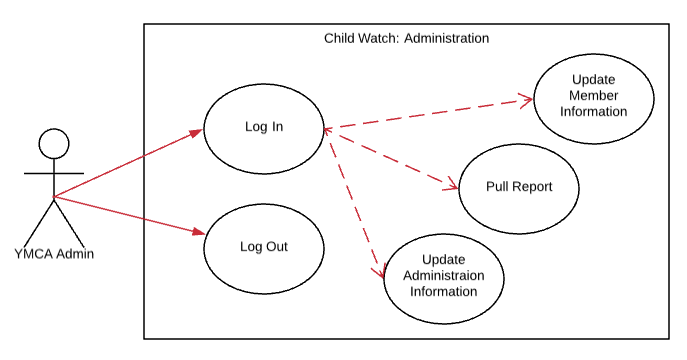 Child Watch: Administration
Update
Member
Information
Log In
Pull Report
Log Out
YMCA Admin
Update
Administraion
Information